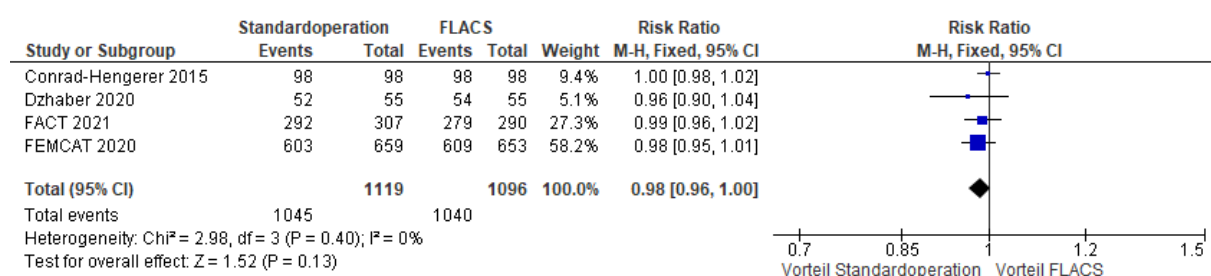 Standardoperation FLACS Risk Ratio Risk Ratio
Study or Subgroup Events Total Events Total Weight M-H, Fixed, 95% CI M-H, Fixed, 95% CI
Conrad-Hengerer 2015 98 98 98 98 9.4% 1.00 [0.98, 1.02]
Dzhaber 2020 52 55 54 55 5.1% 0.96 [0.90, 1.04]
FACT 2021 292 307 279 290 27.3% 0.99 [0.96, 1.02]
FEMCAT 2020 603 659 609 653 58.2% 0.98 [0.95, 1.01]
Total (95% CI) 1119 1096 100.0% 0.98 [0.96, 1.00]
Total events 1045 1040
Heterogeneity: Chi² = 2.98, df = 3 (P = 0.40); I² = 0%
Test for overall effect: Z = 1.52 (P = 0.13)
0.7 0.85 1 1.2 1.5
Vorteil Standardoperation Vorteil FLACS